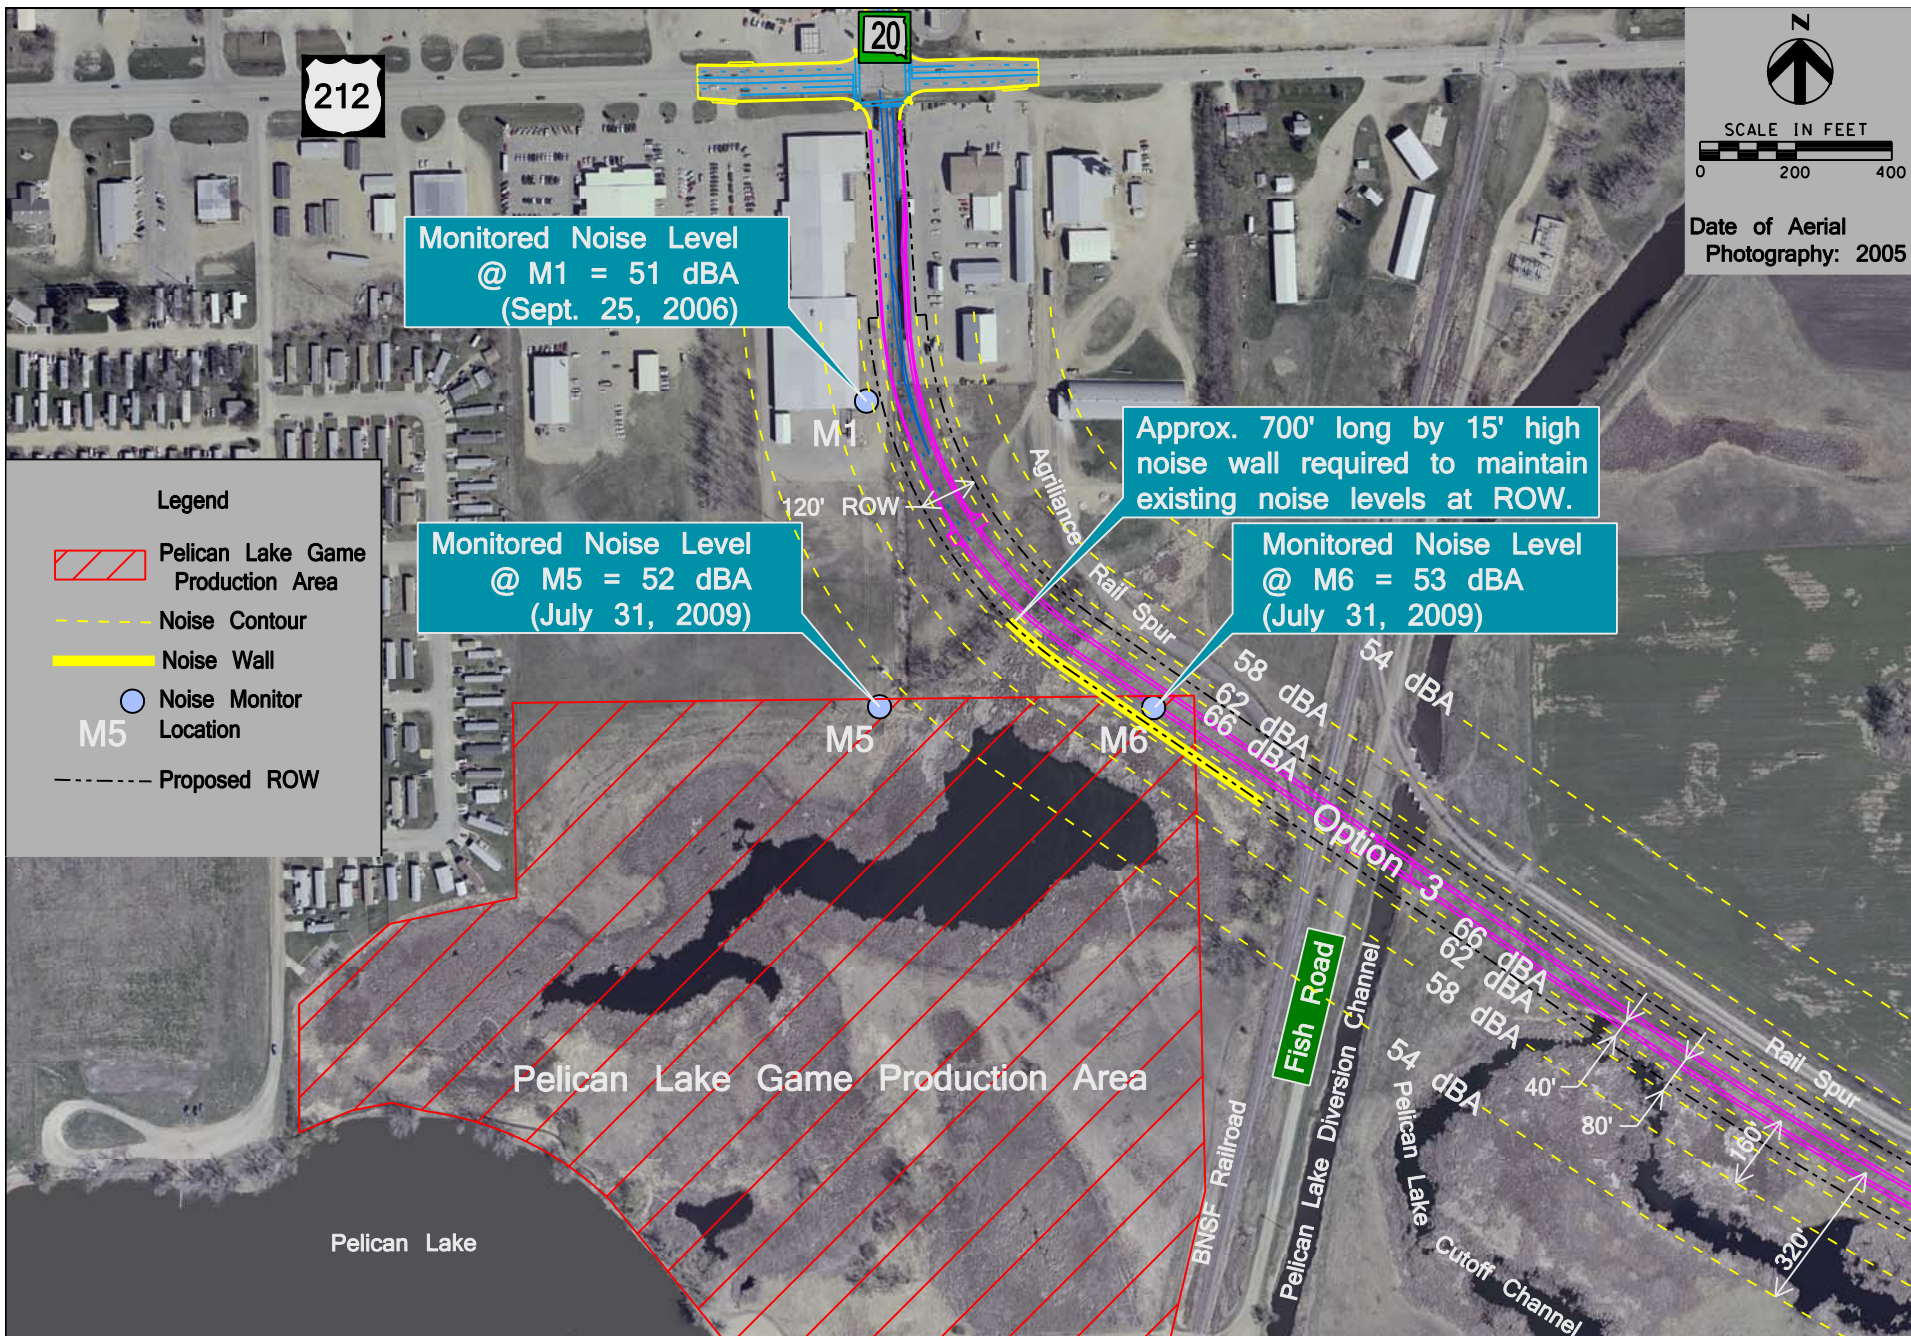 20
212
N
SCALE IN FEET
0 200 400
Date of Aerial
Photography: 2005
Monitored Noise Level
@ M1 = 51 dBA
(Sept. 25, 2006)
M1
120' ROW
Agriliance
Rail Spur
Approx. 700' long by 15' high
noise wall required to maintain
existing noise levels at ROW.
Monitored Noise Level
@ M5 = 52 dBA
(July 31, 2009)
Monitored Noise Level
@ M6 = 53 dBA
(July 31, 2009)
Legend
Pelican Lake Game
Production Area
Noise Contour
Noise Wall
Noise Monitor
Location
M5
Proposed ROW
M5
M6
54 dBA
58 dBA
62 dBA
66 dBA
Option 3
66 dBA
62 dBA
58 dBA
54 dBA
Fish Road
BNSF Railroad
Pelican Lake Diversion Channel
Pelican Lake Cutoff Channel
Rail Spur
40'
80'
160'
320'
Pelican Lake Game Production Area
Pelican Lake